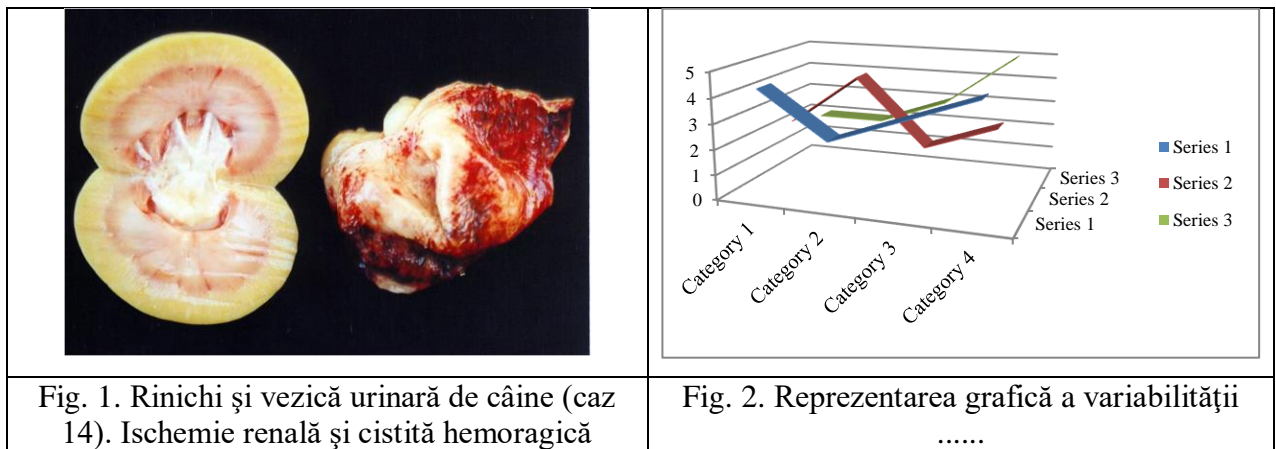 5
4
3
2
1
0
Category 1
Category 2
Category 3
Category 4
Series 3
Series 2
Series 1
Series 1
Series 2
Series 3
Fig. 1. Rinichi şi vezică urinară de câine (caz
14). Ischemie renală şi cistită hemoragică
Fig. 2. Reprezentarea grafică a variabilităţii
......